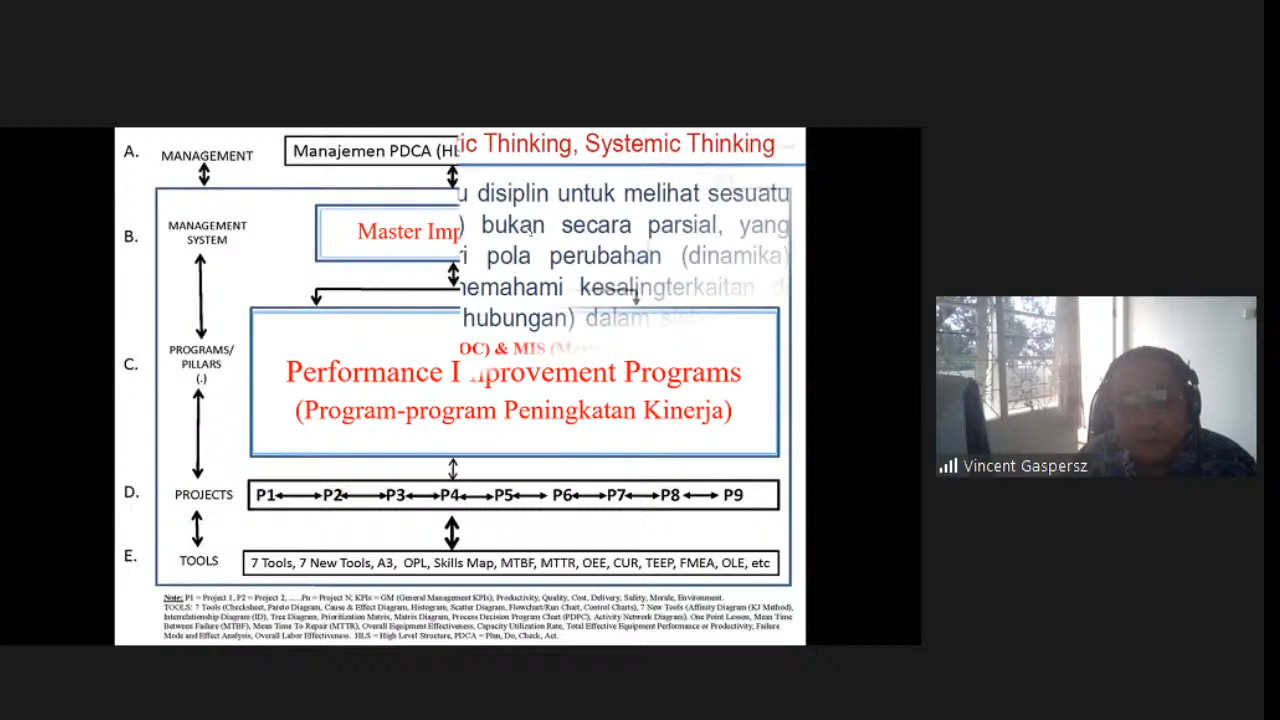 A. MANAGEMENT Manajemen PDCA (HL
ic Thinking, Systemic Thinking
u disiplin untuk melihat sesuatu
) bukan secara parsial, yang
i pola perubahan (dinamika)
emahami kesalingterkaitan d
hubungan) dalam
B. MANAGEMENT
SYSTEM
Master Imp
C. PROGRAMS/
PILLARS
(.)
OC) & MIS
Performance Improvement Programs
(Program-program Peningkatan Kinerja)
D. PROJECTS P1 P2 P3 P4 P5 P6 P7 P8 P9
E. TOOLS 7 Tools, 7 New Tools, A3, OPL, Skills Map, MTBF, MTTR, OEE, CUR, TEEP, FMEA, OLE, etc
Note: P1 = Project 1, P2 = Project 2, ......Pn = Project N; KPIs = GM (General Management KPIs), Productivity, Quality, Cost, Delivery, Safety, Morale, Environment.
TOOLS: 7 Tools (Checksheet, Pareto Diagram, Cause & Effect Diagram, Histogram, Scatter Diagram, Flowchart/Run Chart, Control Charts), 7 New Tools (Affinity Diagram (KJ Method),
Interrelationship Diagram (ID), Tree Diagram, Prioritization Matrix, Matrix Diagram, Process Decision Program Chart (PDPC), Activity Network Diagram). One Point Lesson, Mean Time
Between Failure (MTBF), Mean Time To Repair (MTTR), Overall Equipment Effectiveness, Capacity Utilization Rate, Total Effective Equipment Performance or Productivity, Failure
Mode and Effect Analysis, Overall Labor Effectiveness. HLS = High Level Structure, PDCA = Plan, Do, Check, Act.
Vincent Gaspersz